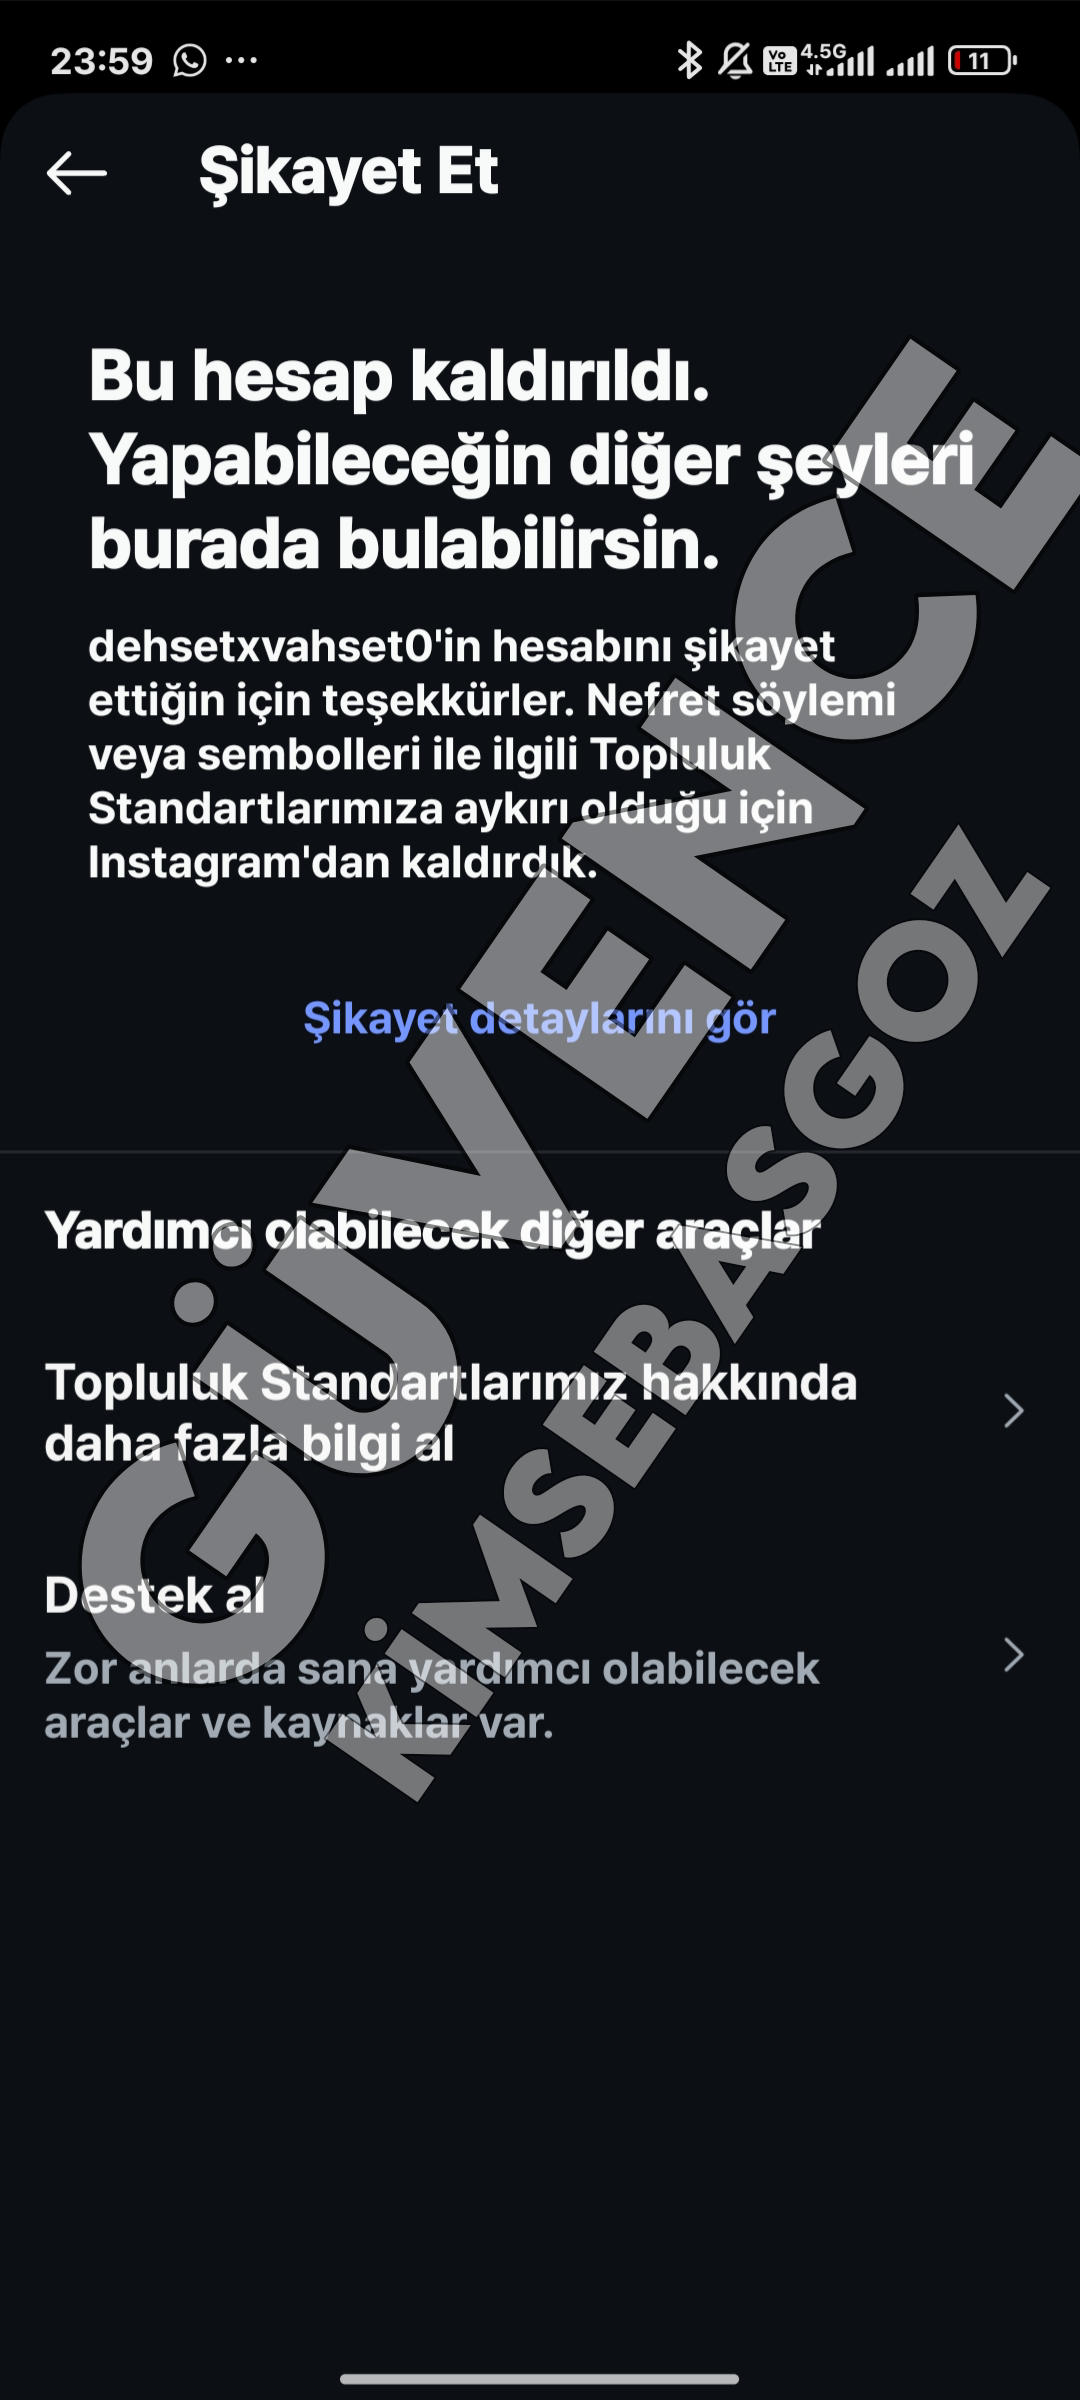 23:59
Vo LTE 4.5G 11
Şikayet Et
Bu hesap kaldırıldı.
Yapabileceğin diğer şeyleri
burada bulabilirsin.
dehsetxvahset0'in hesabını şikayet
ettiğin için teşekkürler. Nefret söylemi
veya sembolleri ile ilgili Topluluk
Standartlarımıza aykırı olduğu için
Instagram'dan kaldırdık.
Şikayet detaylarını gör
Yardımcı olabilecek diğer araçlar
Topluluk Standartlarımız hakkında
daha fazla bilgi al
Destek al
Zor anlarda sana yardımcı olabilecek
araçlar ve kaynaklar var.
GÜVENCE
KİMSEBASGOZ